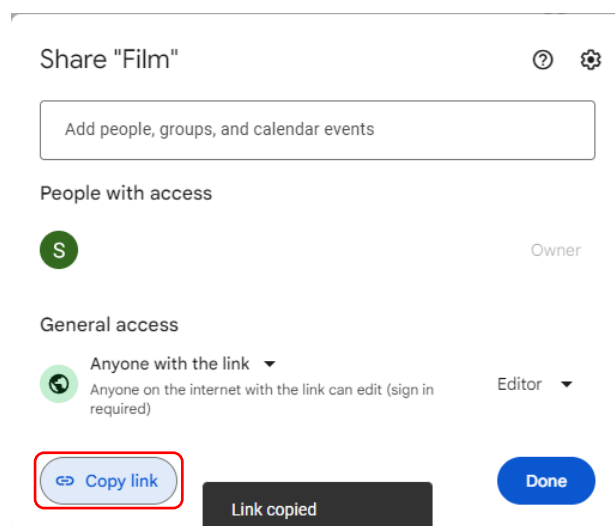 Share "Film"
Add people, groups, and calendar events
People with access
S
Owner
General access
Anyone with the link
Anyone on the internet with the link can edit (sign in
required)
Editor
Copy link
Done
Link copied